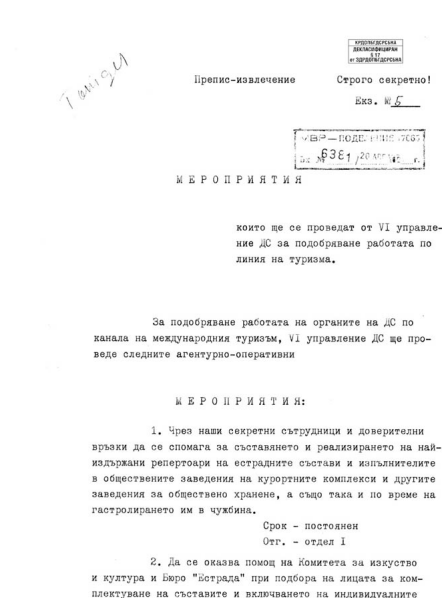 КРДОПБГДСРСБНА
ДЕКЛАСИФИЦИРАН
§ 17
от ЗДРДОПБГДСРСБНА
Препис-извлечение Строго секретно!
Екз. № 5
МВР — ПОДЕЛЕНИЕ
6381 / 20
М Е Р О П Р И Я Т И Я
които ще се проведат от VI управле-
ние ДС за подобряване работата по
линия на туризма.
За подобряване работата на органите на ДС по
канала на международния туризъм, VI управление ДС ще про-
веде следните агентурно-оперативни
М Е Р О П Р И Я Т И Я:
1. Чрез наши секретни сътрудници и доверителни
връзки да се спомага за съставянето и реализирането на най-
издържани репертоари на естрадните състави и изпълнителите
в обществените заведения на курортните комплекси и другите
заведения за обществено хранене, а също така и по време на
гастролирането им в чужбина.
Срок - постоянен
Отг. - отдел I
2. Да се оказва помощ на Комитета за изкуство
и култура и Бюро "Естрада" при подбора на лицата за ком-
плектуване на съставите и включването на индивидуалните